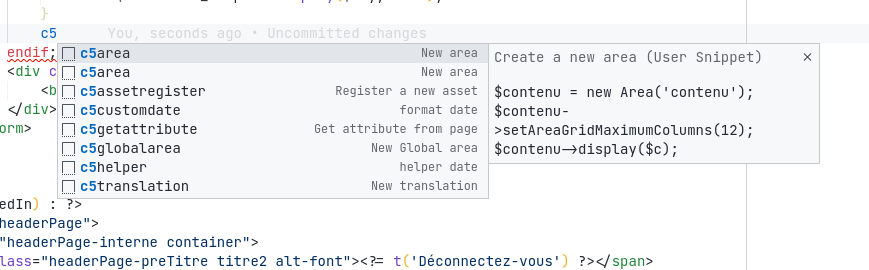 }
c5
You, seconds ago • Uncommitted changes
endif;
<div c
<b
</div>
orm>
c5area New area
c5area New area
c5assetregister Register a new asset
c5customdate format date
c5getattribute Get attribute from page
c5globalarea New Global area
c5helper helper date
c5translation New translation
Create a new area (User Snippet) ×
$contenu = new Area('contenu');
$contenu-
>setAreaGridMaximumColumns(12);
$contenu->display($c);
edIn) : ?>
headerPage">
"headerPage-interne container">
lass="headerPage-preTitre titre2 alt-font"><?= t('Déconnectez-vous') ?></span>